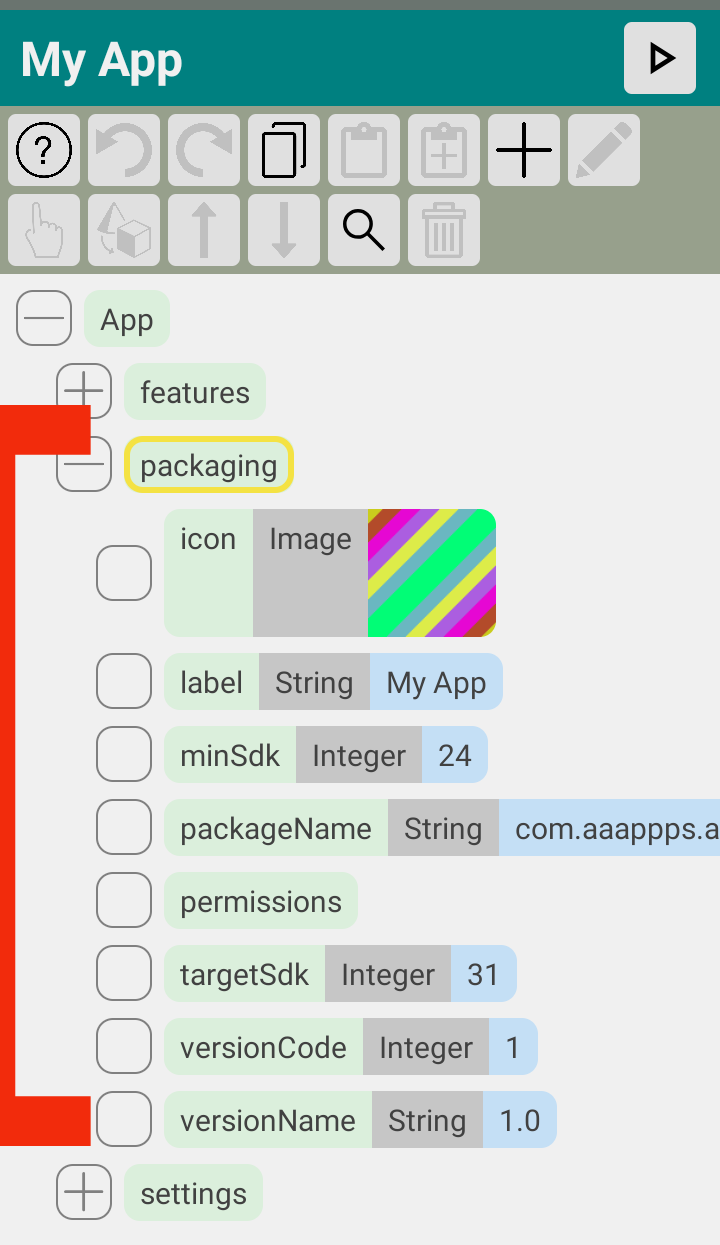 My App
?
App
features
packaging
icon Image
label String My App
minSdk Integer 24
packageName String com.aaappps.a
permissions
targetSdk Integer 31
versionCode Integer 1
versionName String 1.0
settings